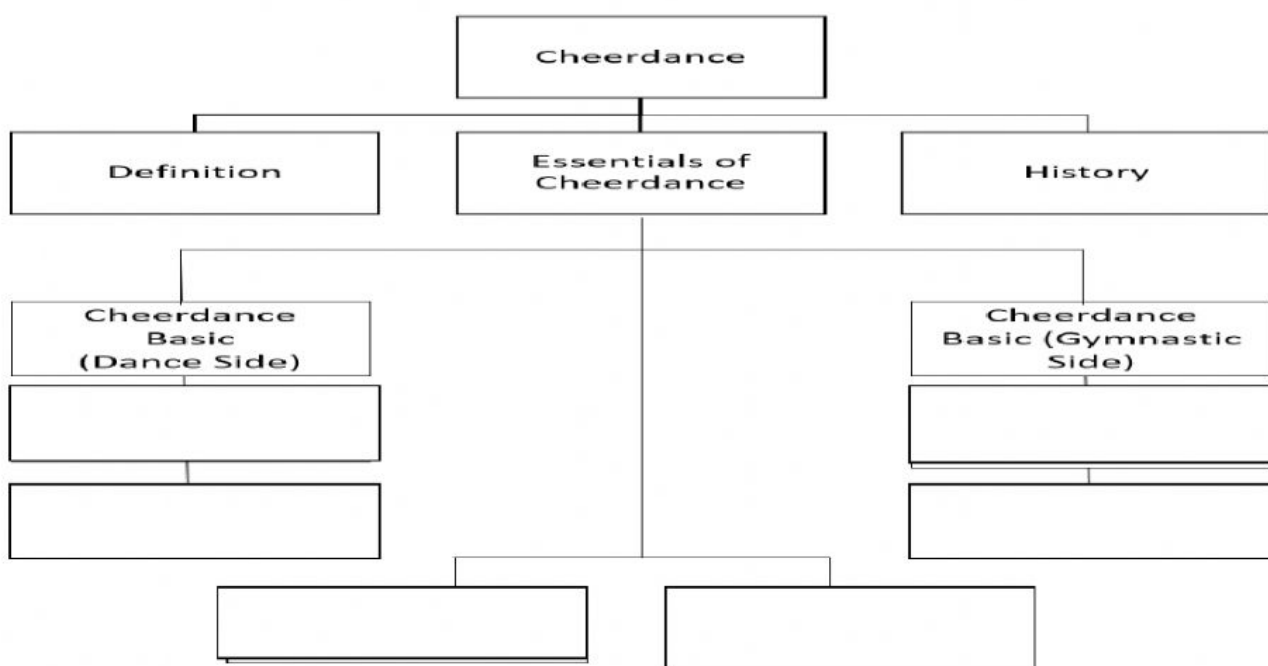 Cheerdance
Definition
Essentials of
Cheerdance
History
Cheerdance
Basic
(Dance Side)
Cheerdance
Basic (Gymnastic
Side)